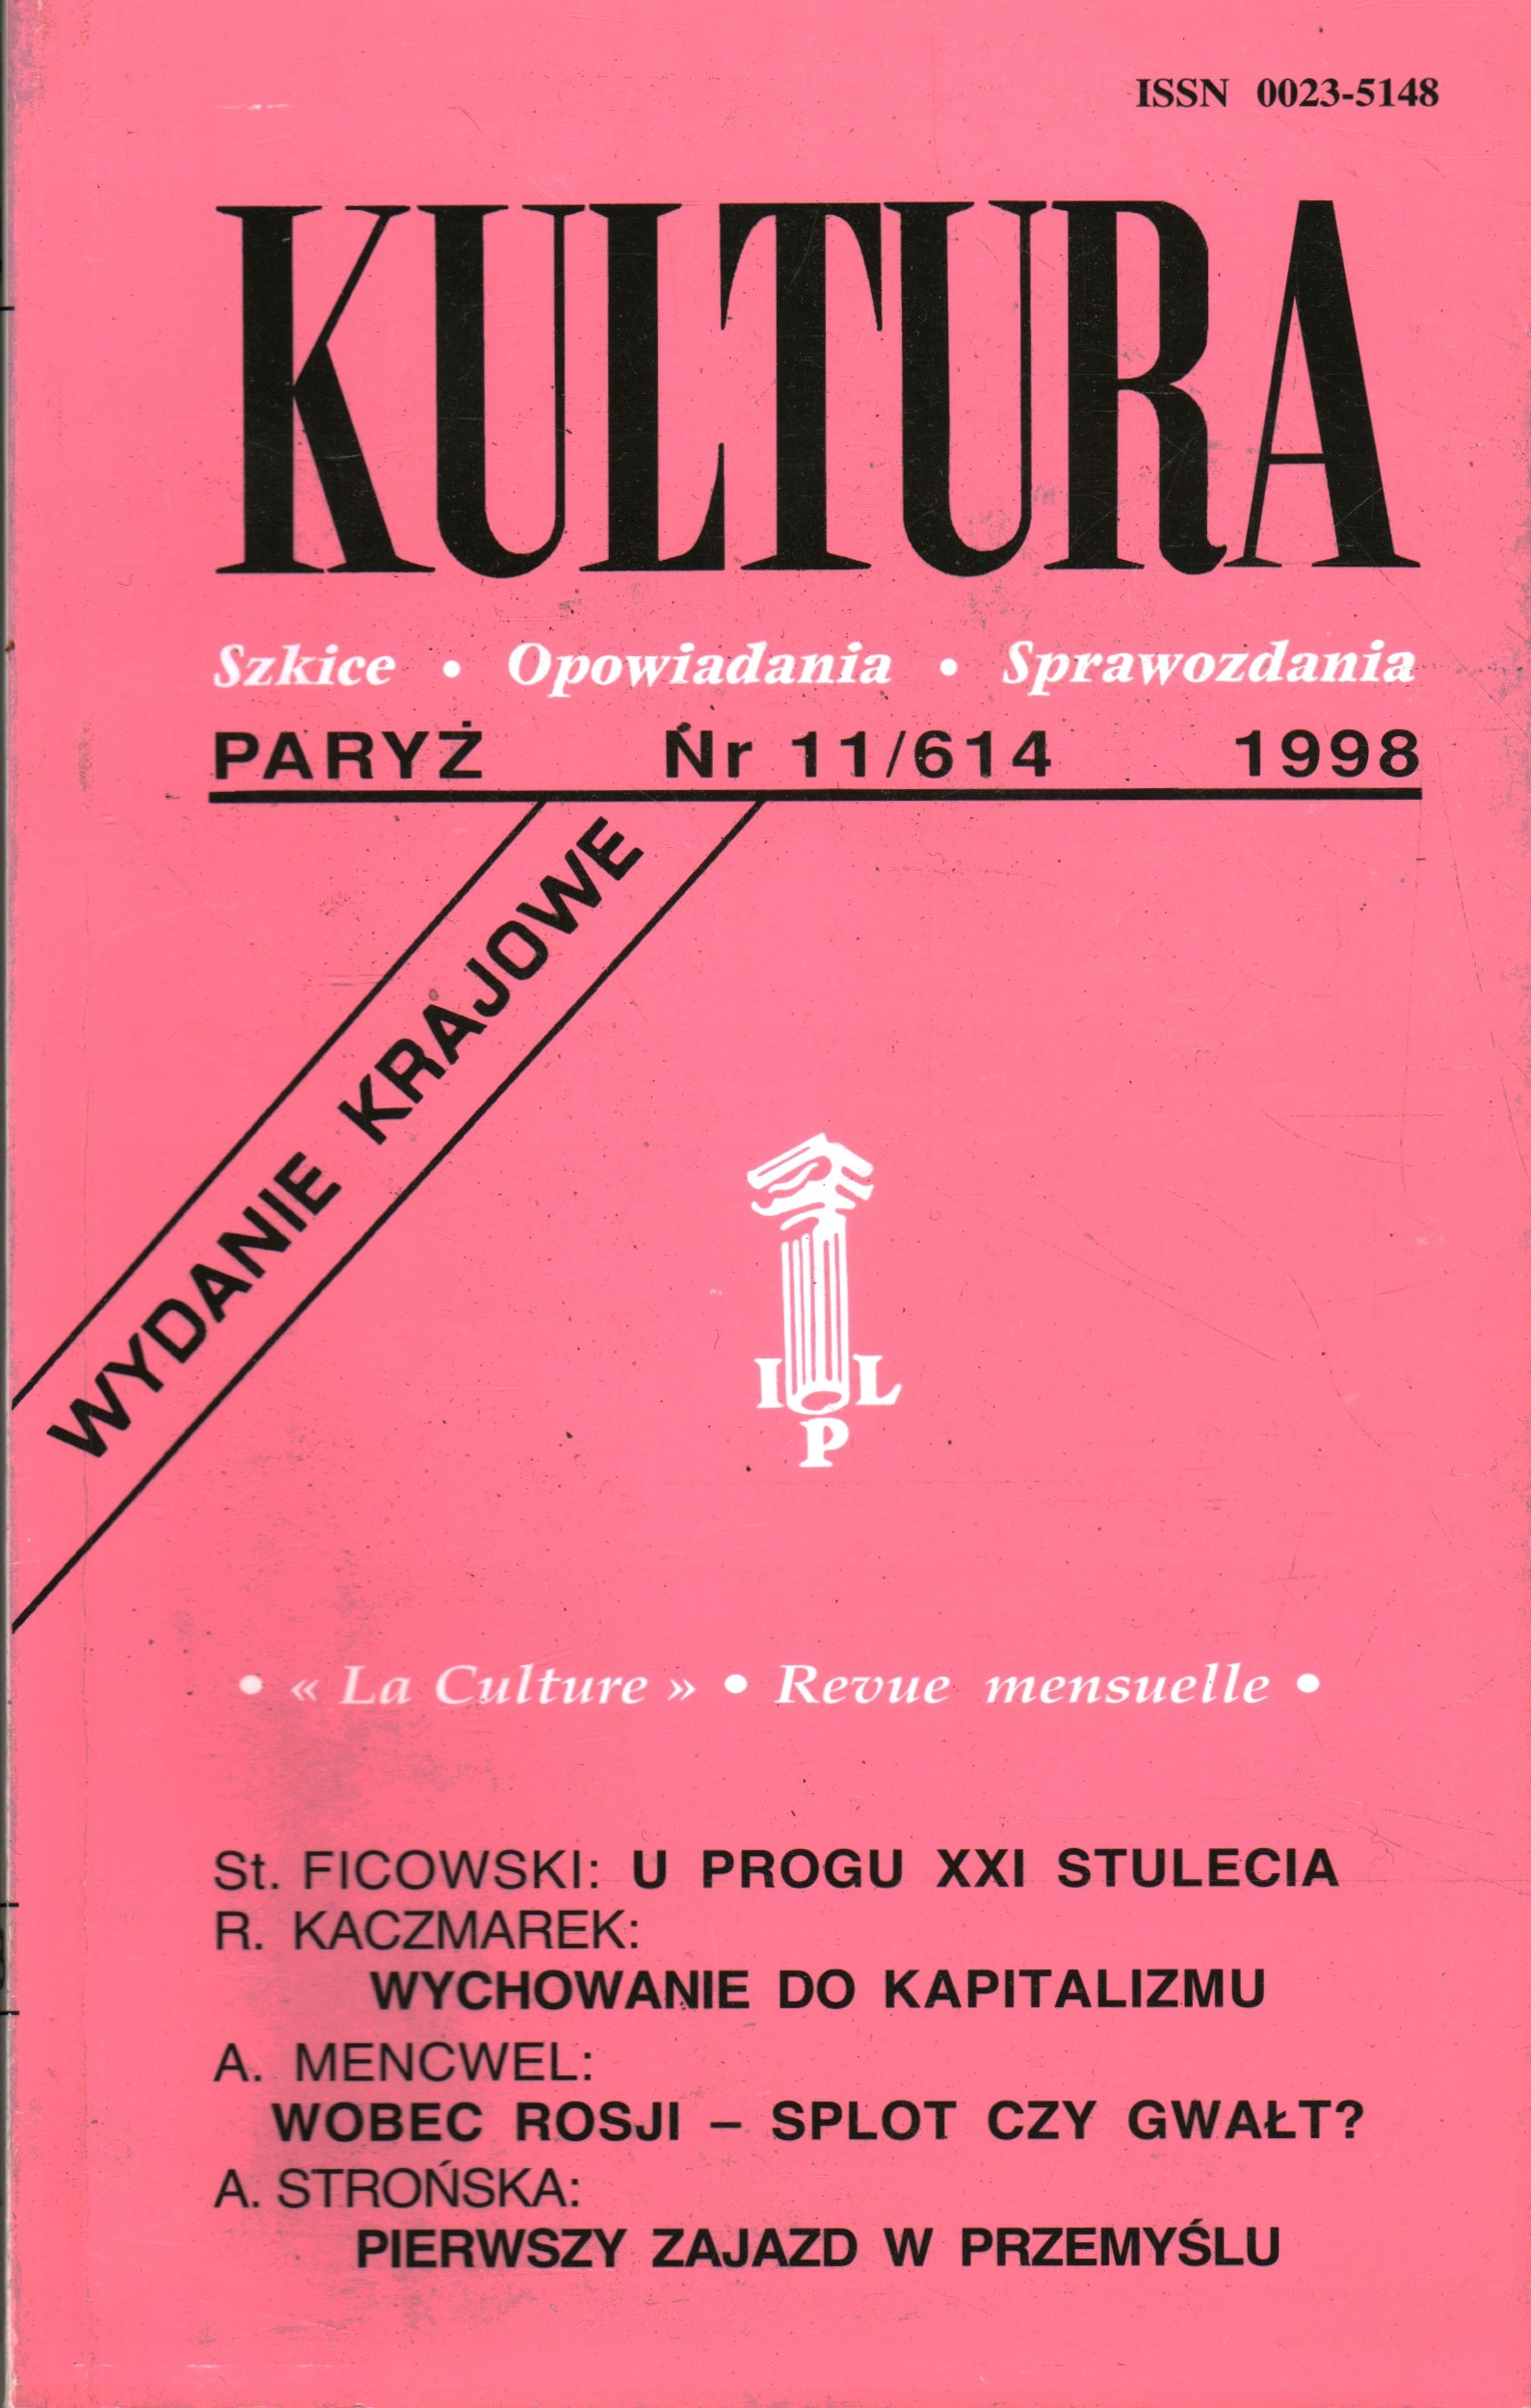 ISSN 0023-5148
KULTURA
Szkice • Opowiadania • Sprawozdania
PARYŻ Nr 11/614 1998
WYDANIE KRAJOWE
I L
P
• « La Culture » • Revue mensuelle •
St. FICOWSKI: U PROGU XXI STULECIA
R. KACZMAREK:
WYCHOWANIE DO KAPITALIZMU
A. MENCWEL:
WOBEC ROSJI – SPLOT CZY GWAŁT?
A. STROŃSKA:
PIERWSZY ZAJAZD W PRZEMYŚLU